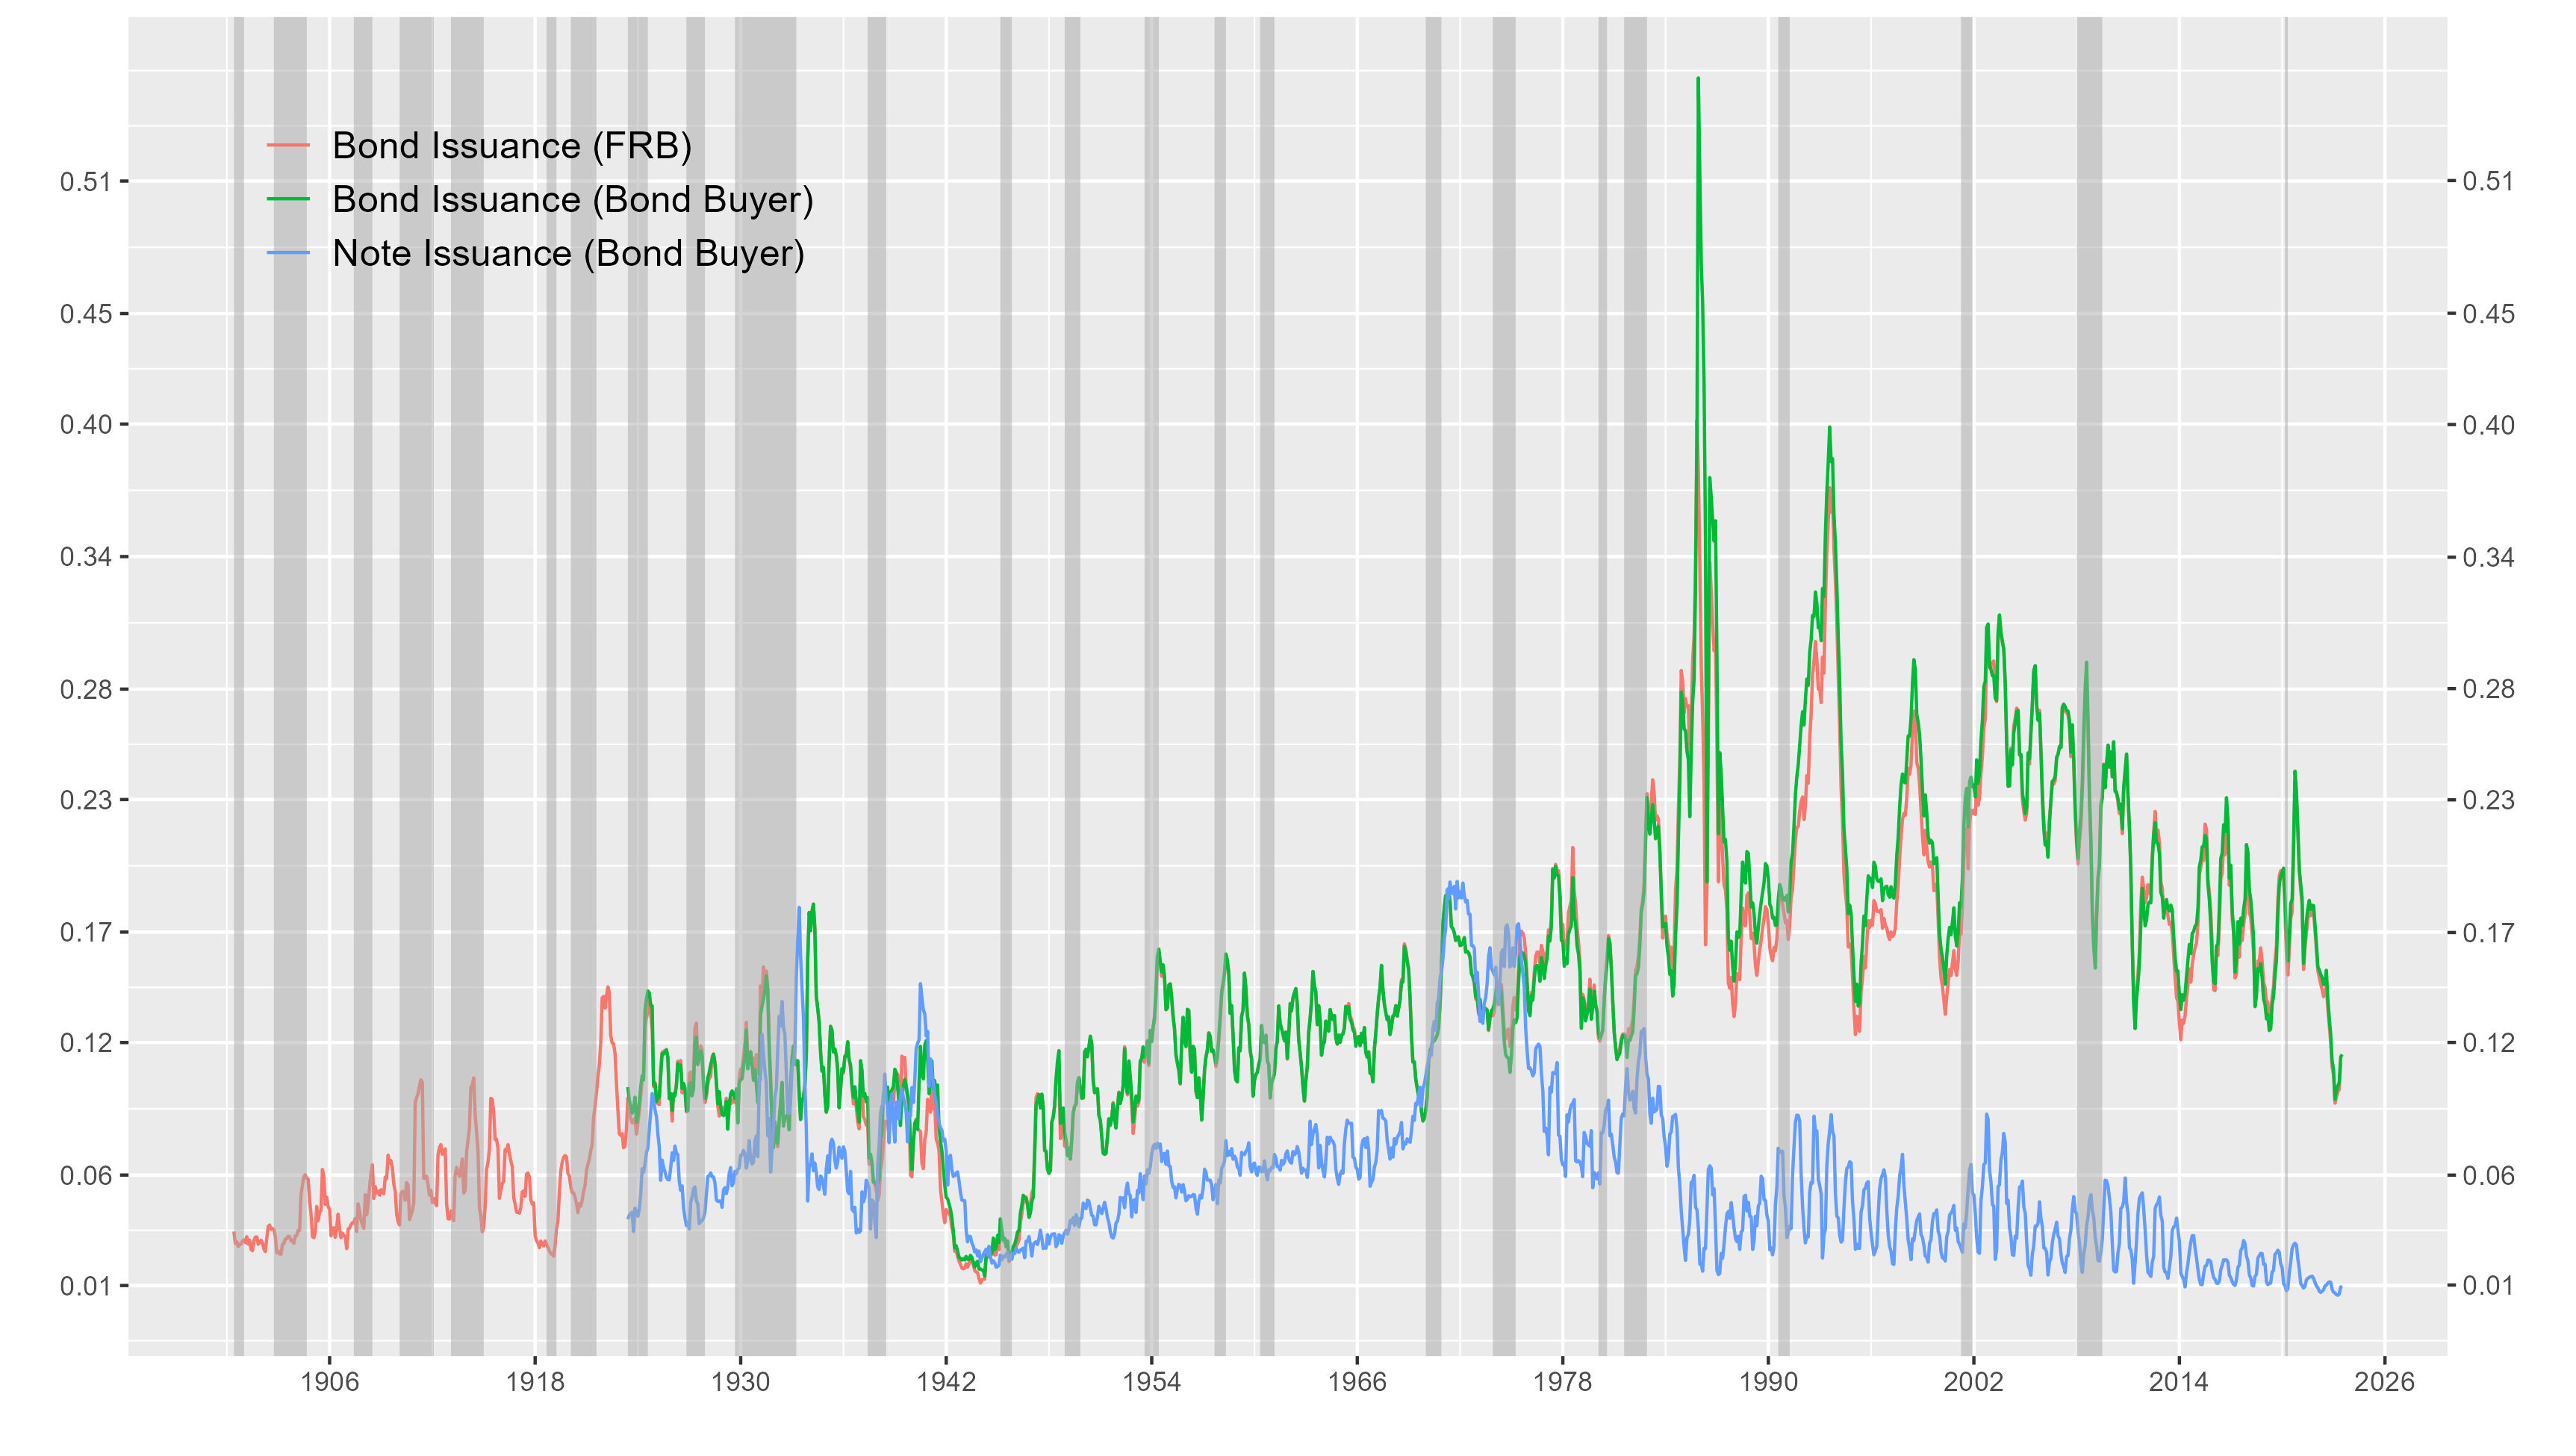 Bond Issuance (FRB)
Bond Issuance (Bond Buyer)
Note Issuance (Bond Buyer)
0.51 0.51
0.45 0.45
0.40 0.40
0.34 0.34
0.28 0.28
0.23 0.23
0.17 0.17
0.12 0.12
0.06 0.06
0.01 0.01
1906 1918 1930 1942 1954 1966 1978 1990 2002 2014 2026